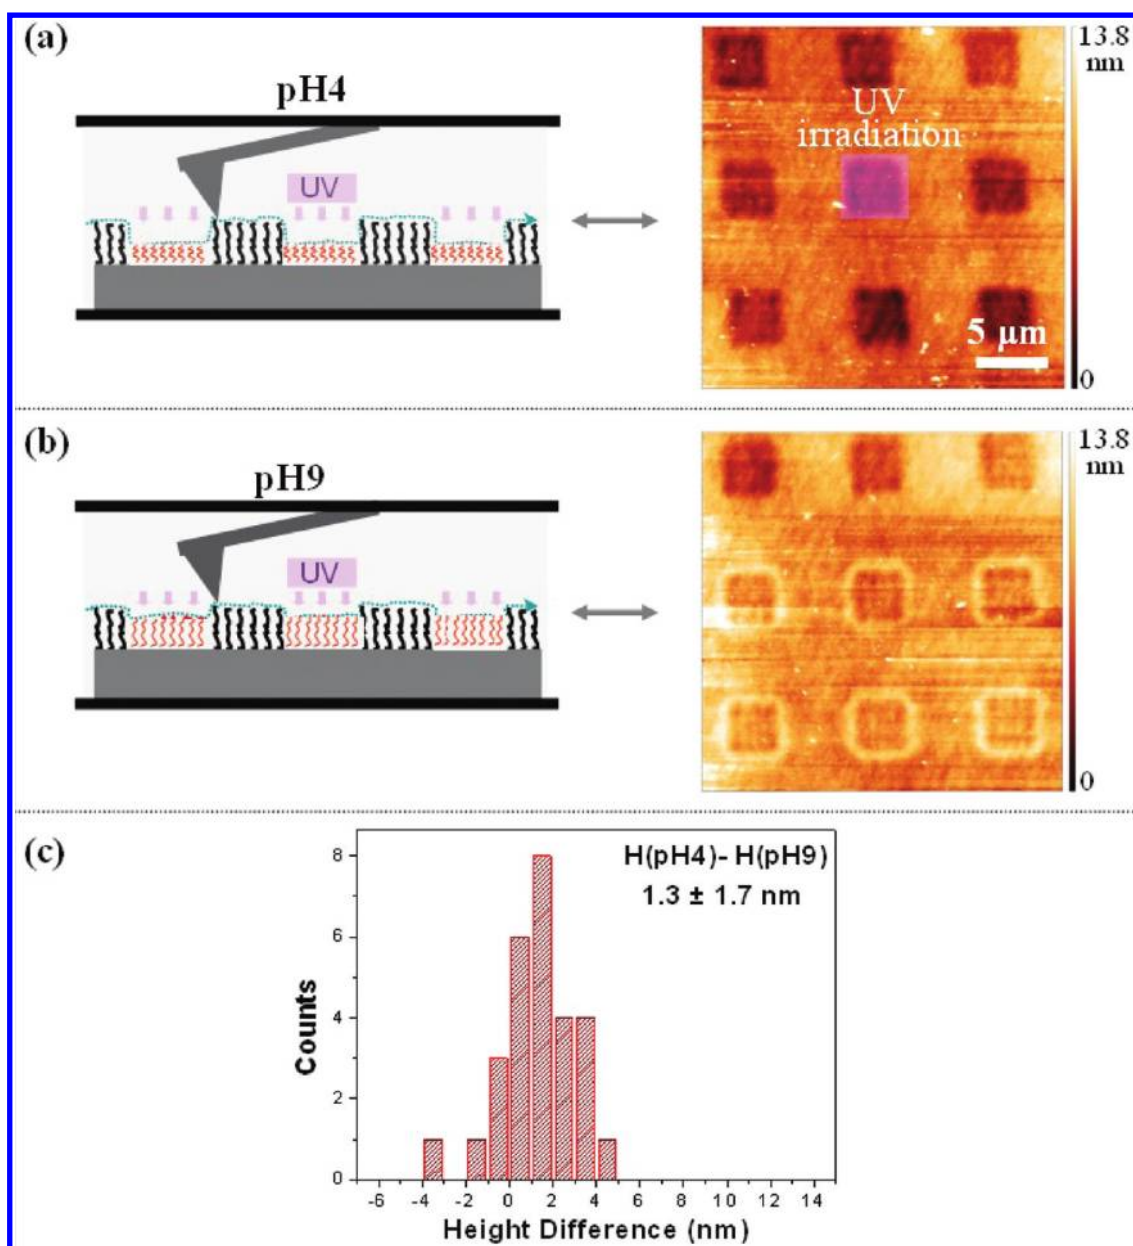 (a)
pH4
UV
UV
irradiation
5 μm
13.8
nm
0
(b)
pH9
UV
13.8
nm
0
(c)
H(pH4)- H(pH9)
1.3 ± 1.7 nm
Counts
8
6
4
2
0
-6 -4 -2 0 2 4 6 8 10 12 14
Height Difference (nm)